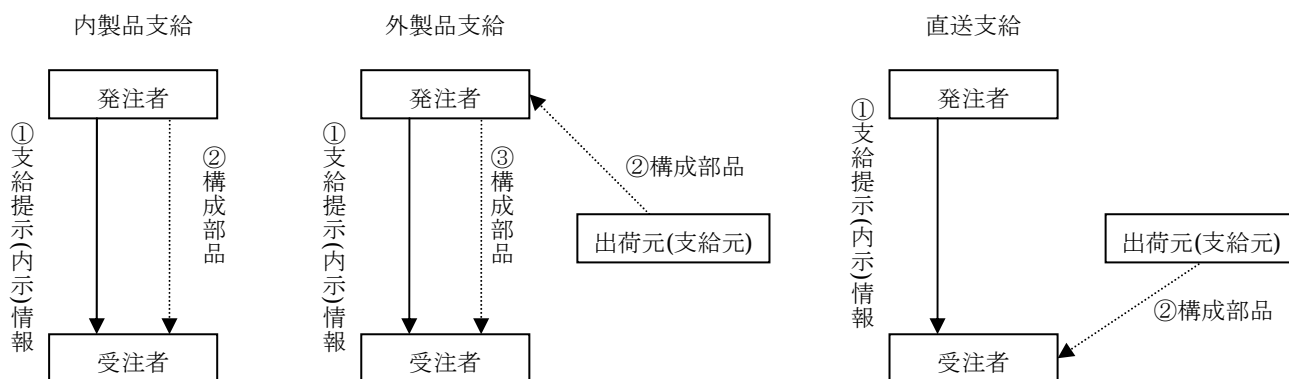 内製品支給
発注者
①支給提示(内示)情報
②構成部品
受注者
外製品支給
発注者
①支給提示(内示)情報
③構成部品
②構成部品
出荷元(支給元)
受注者
直送支給
発注者
①支給提示(内示)情報
出荷元(支給元)
②構成部品
受注者